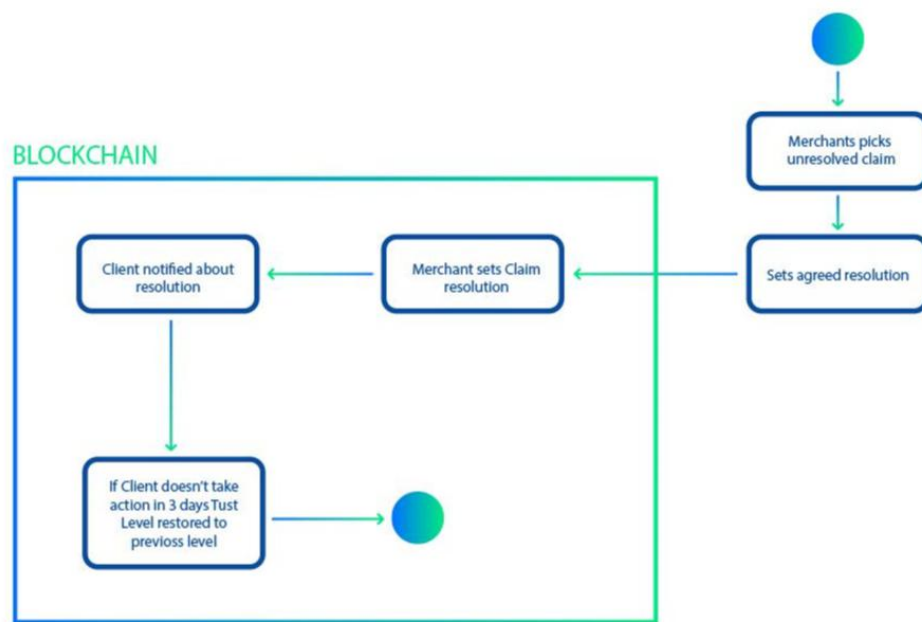 BLOCKCHAIN
Merchants picks
unresolved claim
Sets agreed resolution
Merchant sets Claim
resolution
Client notified about
resolution
If Client doesn't take
action in 3 days Tust
Level restored to
previoss level